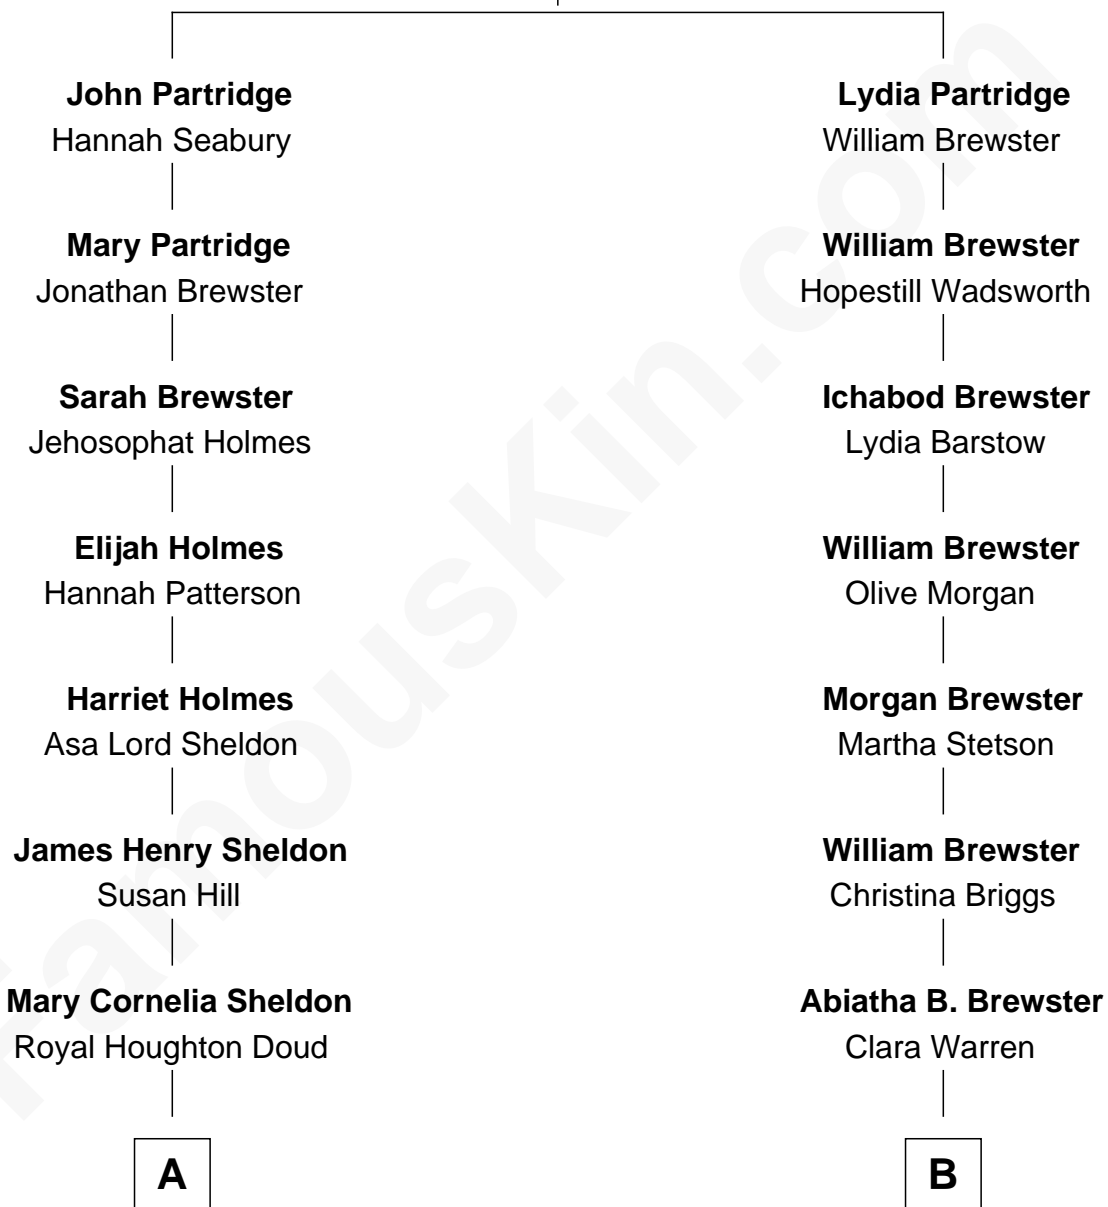 John Partridge
Hannah Seabury
Mary Partridge
Jonathan Brewster
Sarah Brewster
Jehosophat Holmes
Elijah Holmes
Hannah Patterson
Harriet Holmes
Asa Lord Sheldon
James Henry Sheldon
Susan Hill
Mary Cornelia Sheldon
Royal Houghton Doud
A
Lydia Partridge
William Brewster
William Brewster
Hopestill Wadsworth
Ichabod Brewster
Lydia Barstow
William Brewster
Olive Morgan
Morgan Brewster
Martha Stetson
William Brewster
Christina Briggs
Abiatha B. Brewster
Clara Warren
B
FamousKin.com